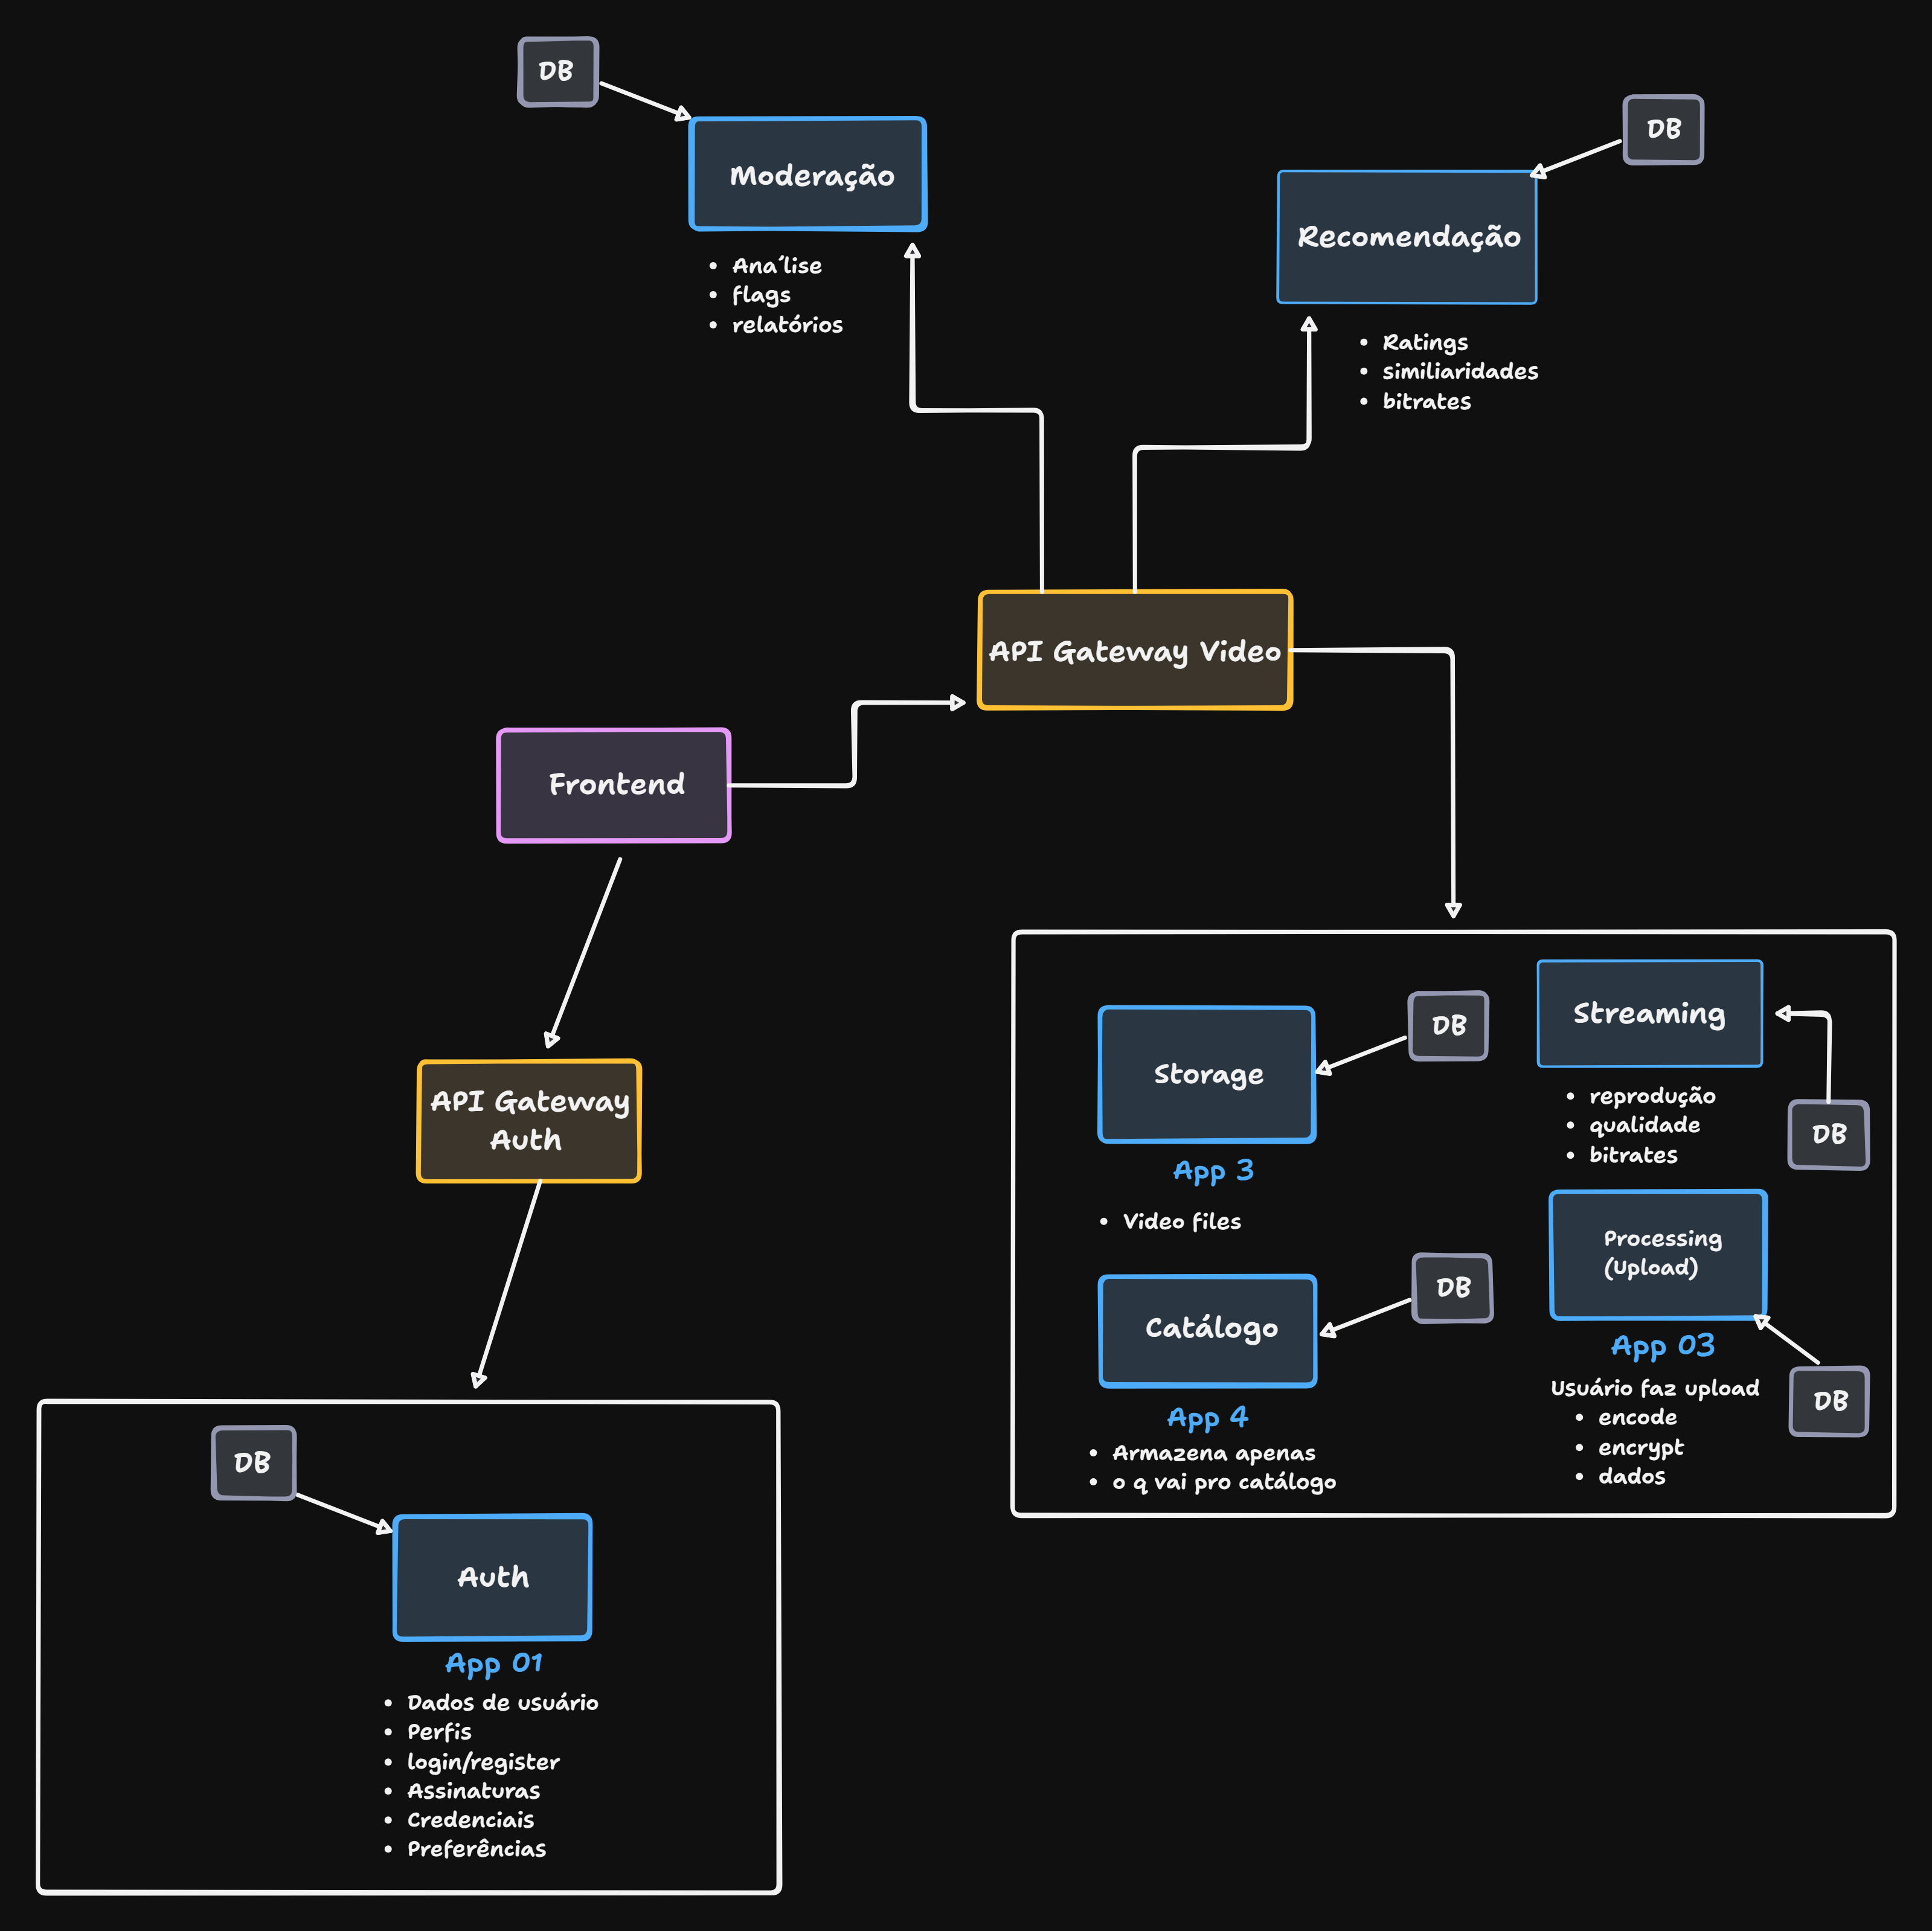 DB
Moderação
• Ana´lise
• flags
• relatórios
DB
Recomendação
• Ratings
• similiaridades
• bitrates
API Gateway Video
Frontend
API Gateway
Auth
DB
Auth
App 01
• Dados de usuário
• Perfis
• login/register
• Assinaturas
• Credenciais
• Preferências
Storage
DB
App 3
• Video files
Catálogo
DB
App 4
• Armazena apenas
• o q vai pro catálogo
Streaming
• reprodução
• qualidade
• bitrates
DB
Processing
(Upload)
App 03
Usuário faz upload
• encode
• encrypt
• dados
DB